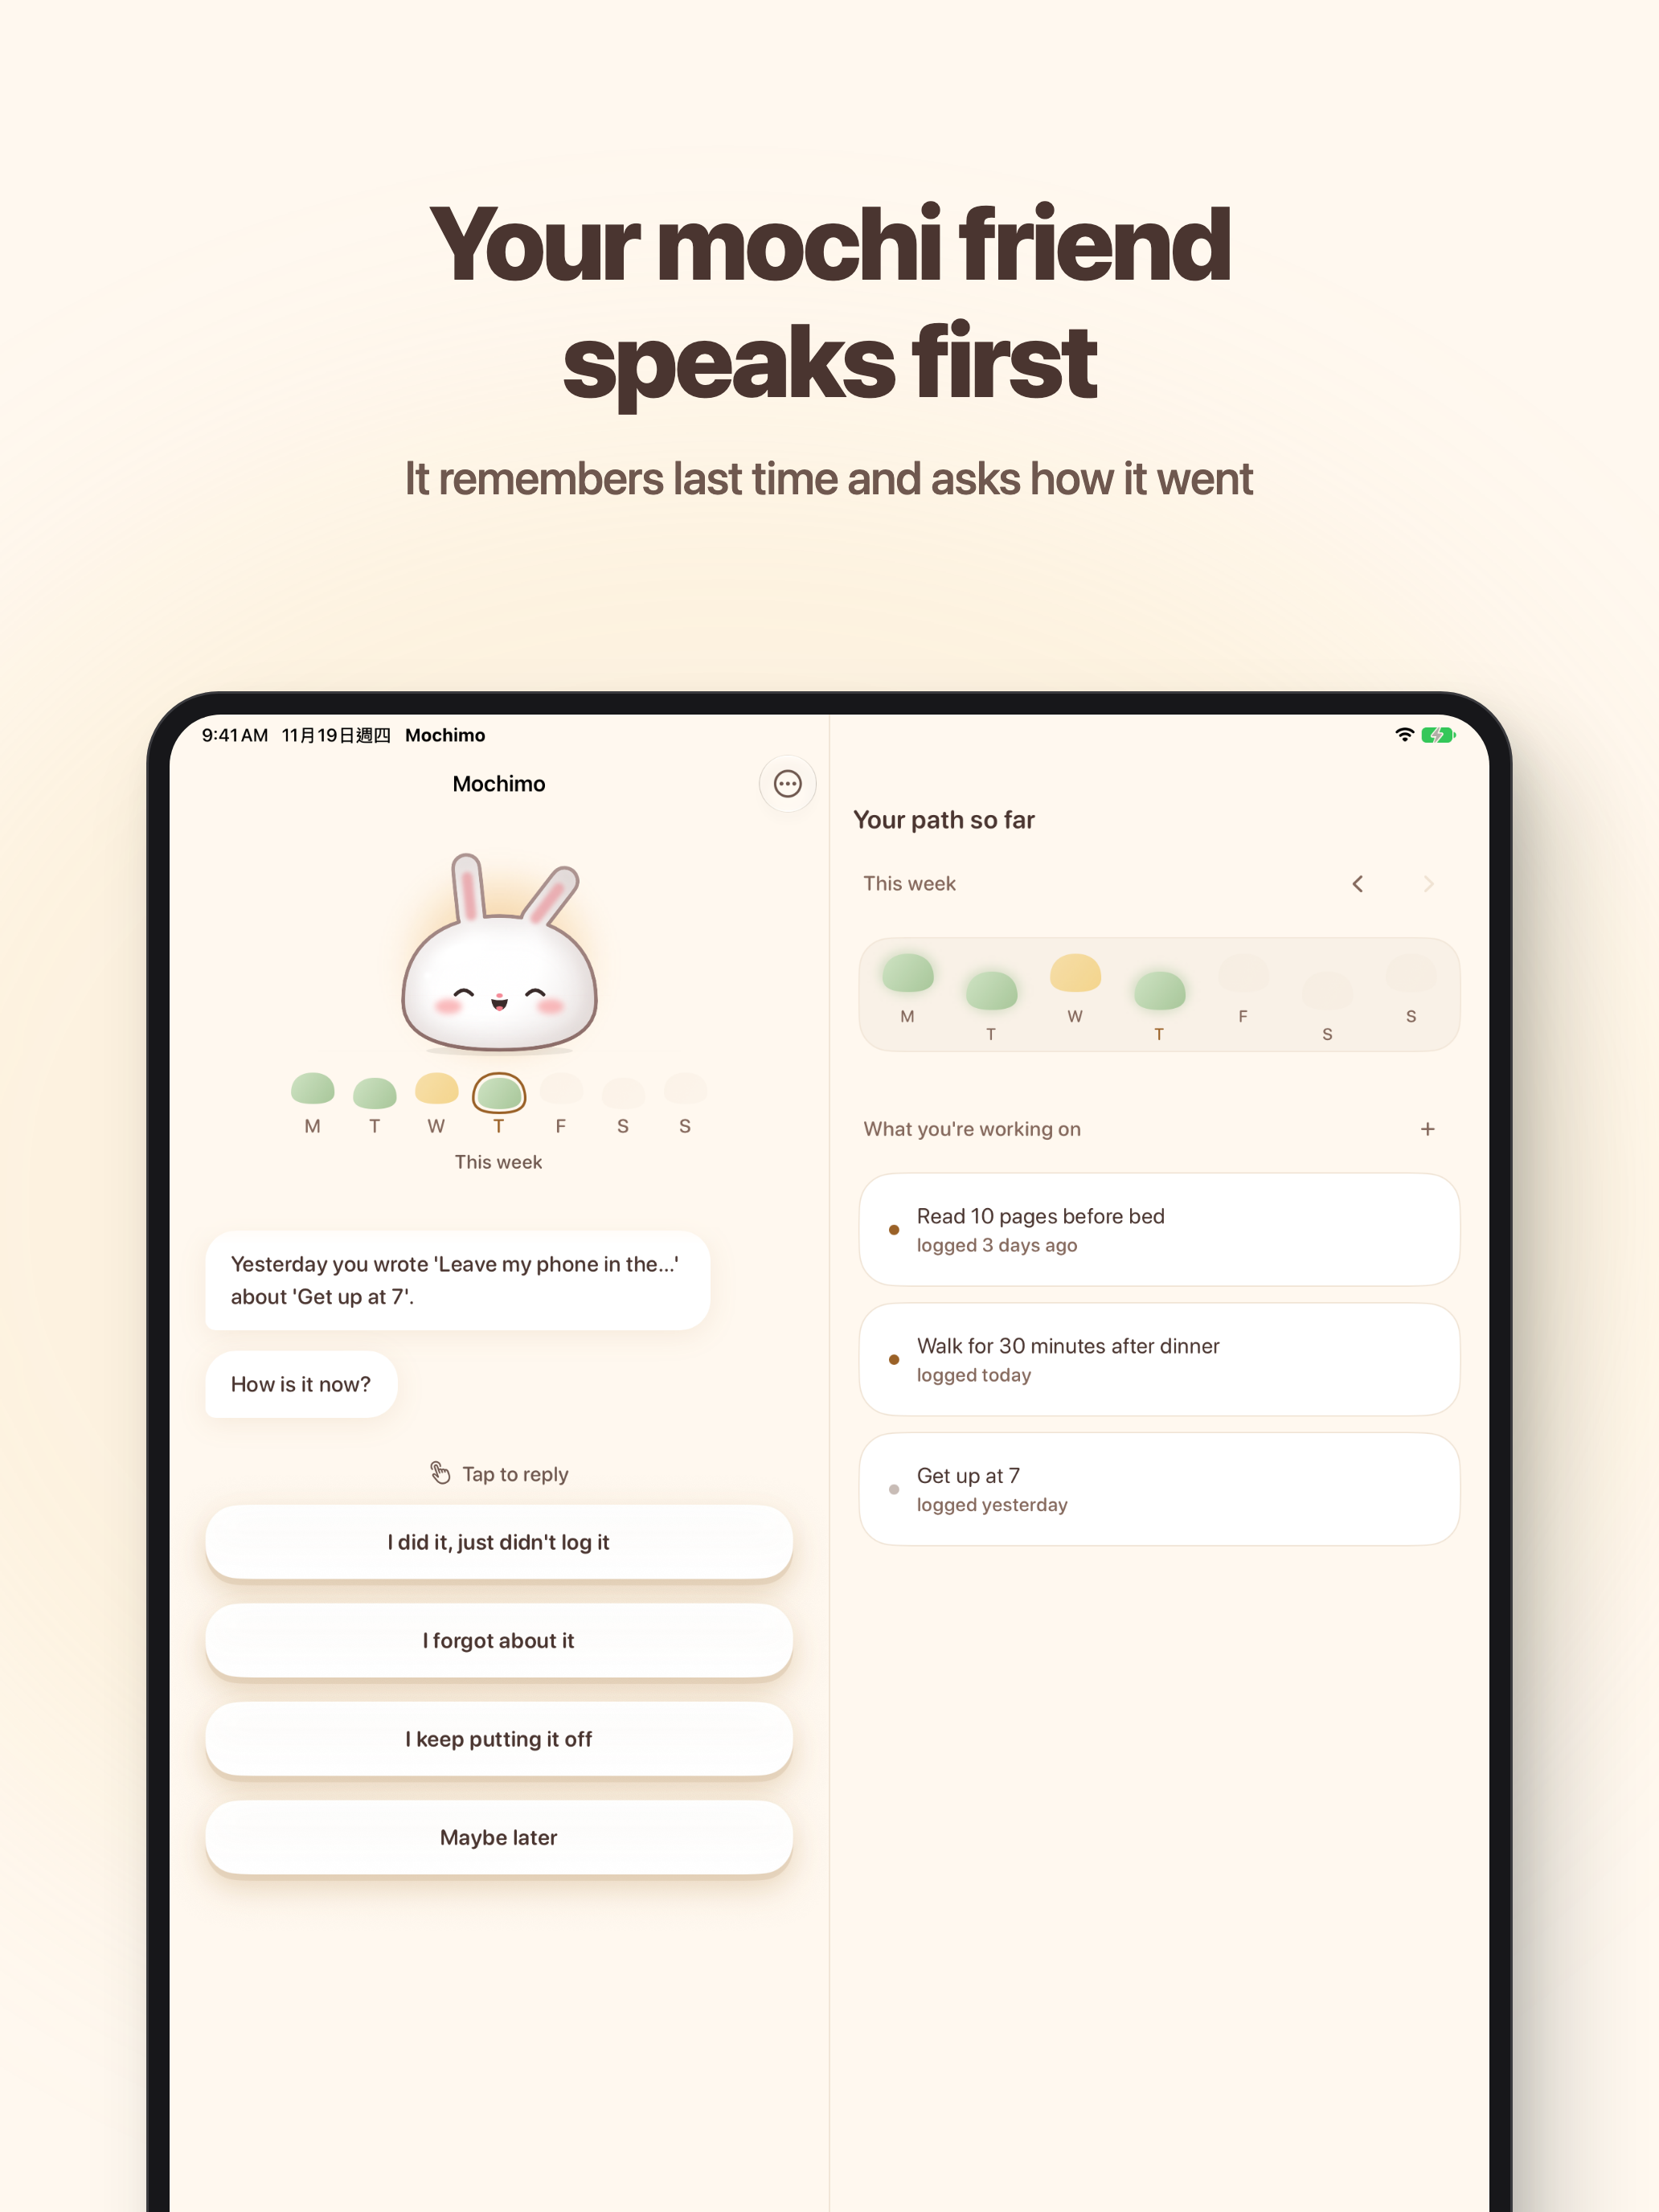 Your mochi friend
speaks first
It remembers last time and asks how it went
9:41 AM 11月19日週四 Mochimo
Mochimo
M T W T F S S
This week
Yesterday you wrote 'Leave my phone in the...'
about 'Get up at 7'.
How is it now?
Tap to reply
I did it, just didn't log it
I forgot about it
I keep putting it off
Maybe later
Your path so far
This week
M T W T F S S
What you're working on
Read 10 pages before bed
logged 3 days ago
Walk for 30 minutes after dinner
logged today
Get up at 7
logged yesterday